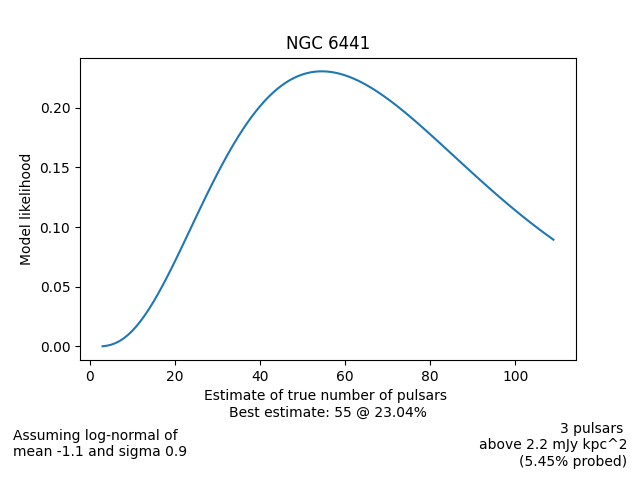 NGC 6441
Model likelihood
0.20
0.15
0.10
0.05
0.00
0 20 40 60 80 100
Estimate of true number of pulsars
Best estimate: 55 @ 23.04%
Assuming log-normal of
mean -1.1 and sigma 0.9
3 pulsars
above 2.2 mJy kpc^2
(5.45% probed)